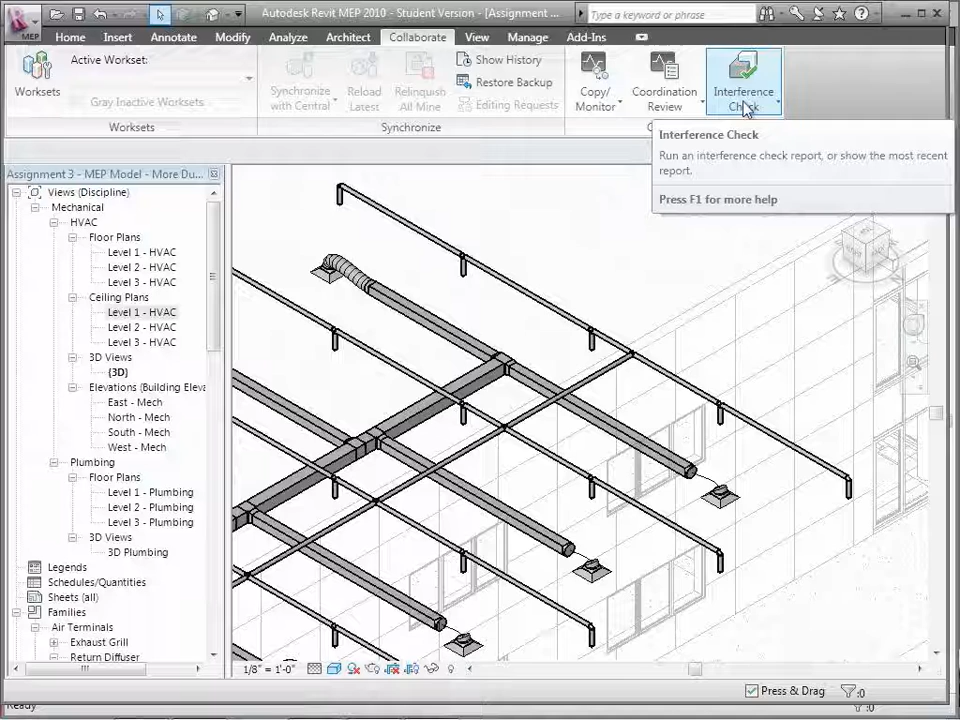 Autodesk Revit MEP 2010 - Student Version - [Assignment ...
Type a keyword or phrase
MEP
Home Insert Annotate Modify Analyze Architect Collaborate View Manage Add-Ins
Worksets
Active Workset:
Gray Inactive Worksets
Worksets
Synchronize
with Central
Reload
Latest
Relinquish
All Mine
Show History
Restore Backup
Editing Requests
Synchronize
Copy/
Monitor
Coordination
Review
Interference
Check
Interference Check
Run an interference check report, or show the most recent
report.
Press F1 for more help
Assignment 3 - MEP Model - More Du...
Views (Discipline)
Mechanical
HVAC
Floor Plans
Level 1 - HVAC
Level 2 - HVAC
Level 3 - HVAC
Ceiling Plans
Level 1 - HVAC
Level 2 - HVAC
Level 3 - HVAC
3D Views
{3D}
Elevations (Building Eleva
East - Mech
North - Mech
South - Mech
West - Mech
Plumbing
Floor Plans
Level 1 - Plumbing
Level 2 - Plumbing
Level 3 - Plumbing
3D Views
3D Plumbing
Legends
Schedules/Quantities
Sheets (all)
Families
Air Terminals
Exhaust Grill
Return Diffuser
1/8" = 1'-0"
Press & Drag
:0
Ready
:0